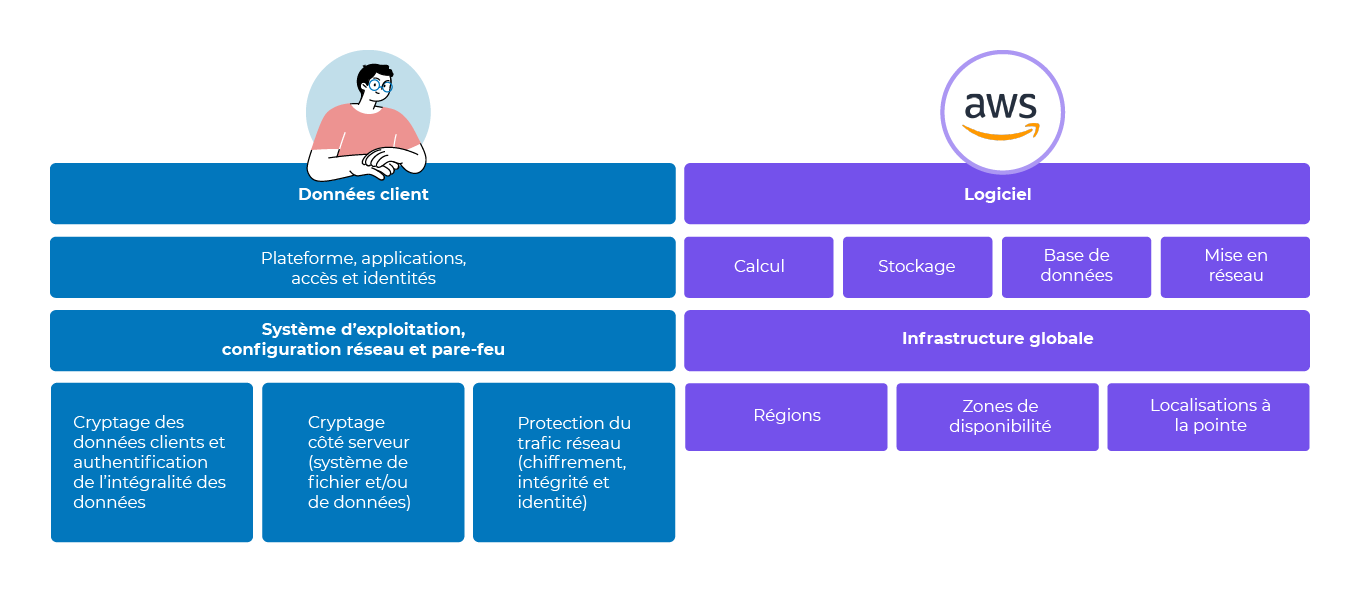 aws
Données client
Logiciel
Plateforme, applications,
accès et identités
Calcul
Stockage
Base de
données
Mise en
réseau
Système d’exploitation,
configuration réseau et pare-feu
Infrastructure globale
Cryptage des
données clients et
authentification
de l’intégralité des
données
Cryptage
côté serveur
(système de
fichier et/ou
de données)
Protection du
trafic réseau
(chiffrement,
intégrité et
identité)
Régions
Zones de
disponibilité
Localisations à
la pointe